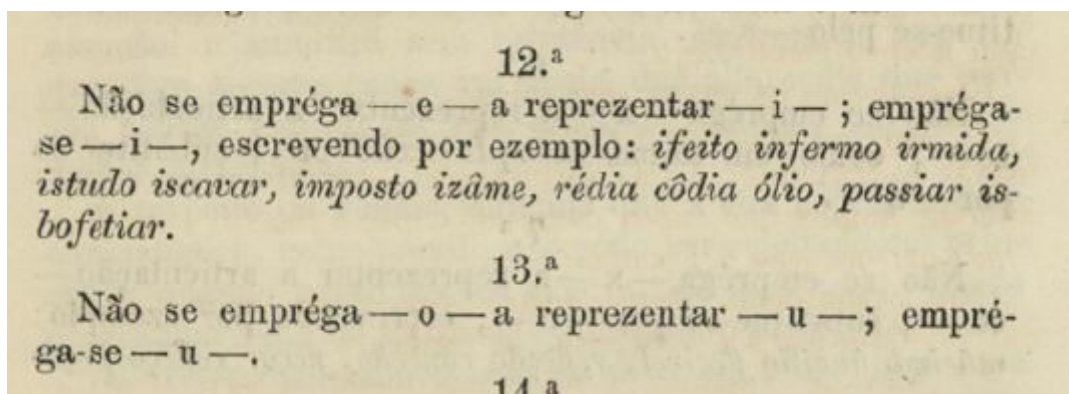 12.ª
Não se empréga — e — a reprezentar — i — ; empréga-
se — i —, escrevendo por ezemplo: ifeito infermo irmida,
istudo iscavar, imposto izâme, rédia côdia ólio, passiar is-
bofetiar.
13.ª
Não se empréga — o — a reprezentar — u —; empré-
ga-se — u —.
14.ª